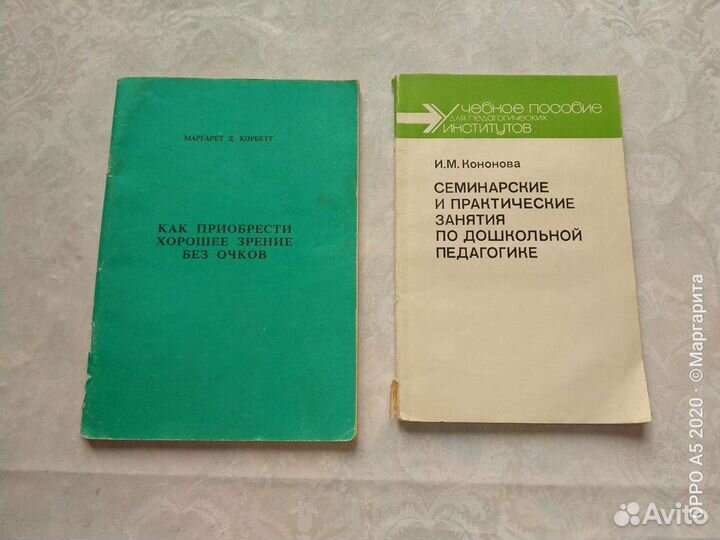 МАРГАРЕТ Д. КОРБЕТТ
КАК ПРИОБРЕСТИ
ХОРОШЕЕ ЗРЕНИЕ
БЕЗ ОЧКОВ
Учебное пособие
для педагогических
институтов
И.М. Кононова
СЕМИНАРСКИЕ
И ПРАКТИЧЕСКИЕ
ЗАНЯТИЯ
ПО ДОШКОЛЬНОЙ
ПЕДАГОГИКЕ
OPPO A5 2020 · ©Маргарита
Avito